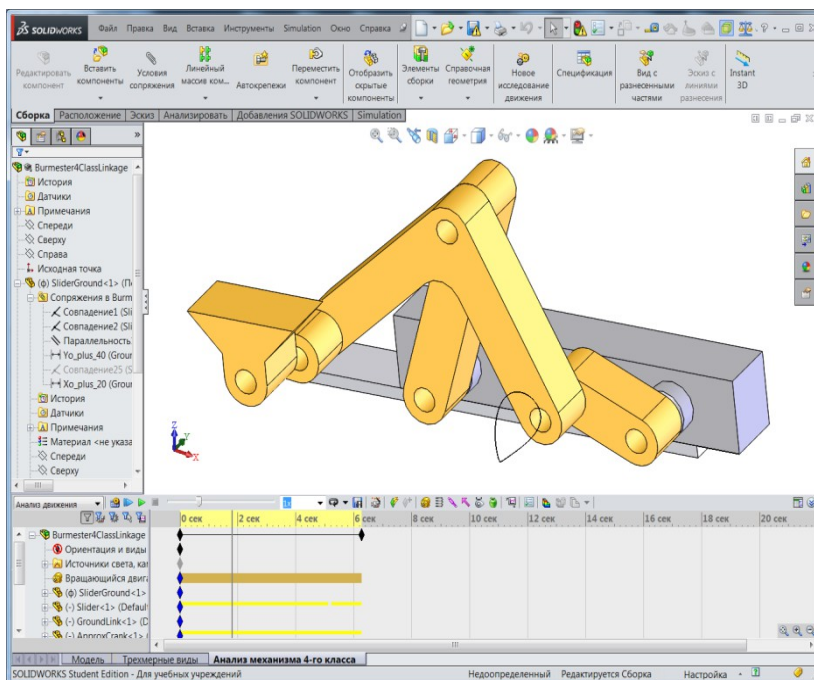 SOLIDWORKS Файл Правка Вид Вставка Инструменты Simulation Окно Справка
Редактировать компонент
Вставить компоненты
Условия сопряжения
Линейный массив ком...
Автокрепежи
Переместить компонент
Отобразить скрытые компоненты
Элементы сборки
Справочная геометрия
Новое исследование движения
Спецификация
Вид с разнесенными частями
Эскиз с линиями разнесения
Instant 3D
Сборка Расположение Эскиз Анализировать Добавления SOLIDWORKS Simulation
Burmester4ClassLinkage
История
Датчики
Примечания
Спереди
Сверху
Справа
Исходная точка
(ф) SliderGround<1> (П
Сопряжения в Burm
Совпадение1 (Sli
Совпадение2 (Sli
Параллельность
Yo_plus_40 (Grou
Совпадение25 (S
Xo_plus_20 (Grou
История
Датчики
Примечания
Материал <не указа
Спереди
Сверху
Z
Y
X
Анализ движения 1x
0 сек 2 сек 4 сек 6 сек 8 сек 10 сек 12 сек 14 сек 16 сек 18 сек 20 сек
Burmester4ClassLinkage
Ориентация и виды
Источники света, ка
Вращающийся двига
(ф) SliderGround<1>
(-) Slider<1> (Defaul
(-) GroundLink<1> (D
(-) ApproxCrank<1> (
Модель Трехмерные виды Анализ механизма 4-го класса
SOLIDWORKS Student Edition - Для учебных учреждений Недоопределенный Редактируется Сборка Настройка